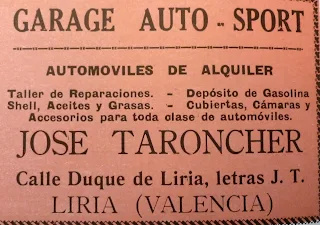 GARAGE AUTO - SPORT
AUTOMOVILES DE ALQUILER
Taller de Reparaciones. - Depósito de Gasolina
Shell, Aceites y Grasas. - Cubiertas, Cámaras y
Accesorios para toda olase de automóviles.
JOSE TARONCHER
Calle Duque de Liria, letras J. T.
LIRIA (VALENCIA)